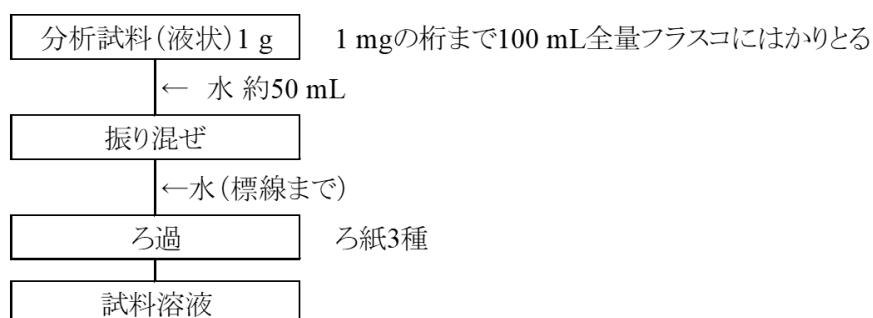 分析試料（液状）1 g　1 mgの桁まで100 mL全量フラスコにはかりとる
← 水 約50 mL
振り混ぜ
←水（標線まで）
ろ過　ろ紙3種
試料溶液